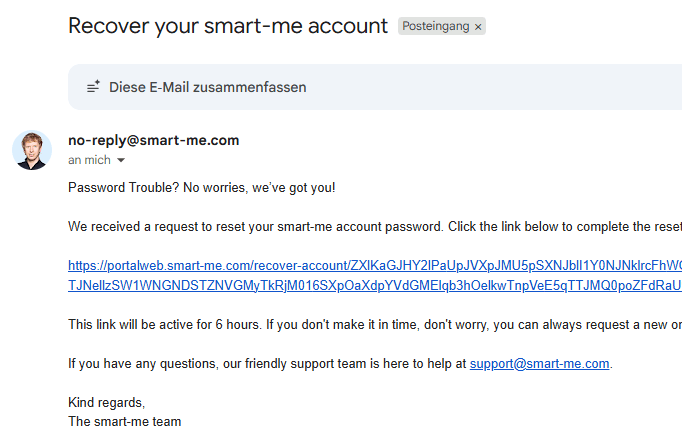 Recover your smart-me account Posteingang ×
Diese E-Mail zusammenfassen
no-reply@smart-me.com
an mich
Password Trouble? No worries, we've got you!
We received a request to reset your smart-me account password. Click the link below to complete the reset
https://portalweb.smart-me.com/recover-account/
This link will be active for 6 hours. If you don't make it in time, don't worry, you can always request a new
If you have any questions, our friendly support team is here to help at support@smart-me.com.
Kind regards,
The smart-me team